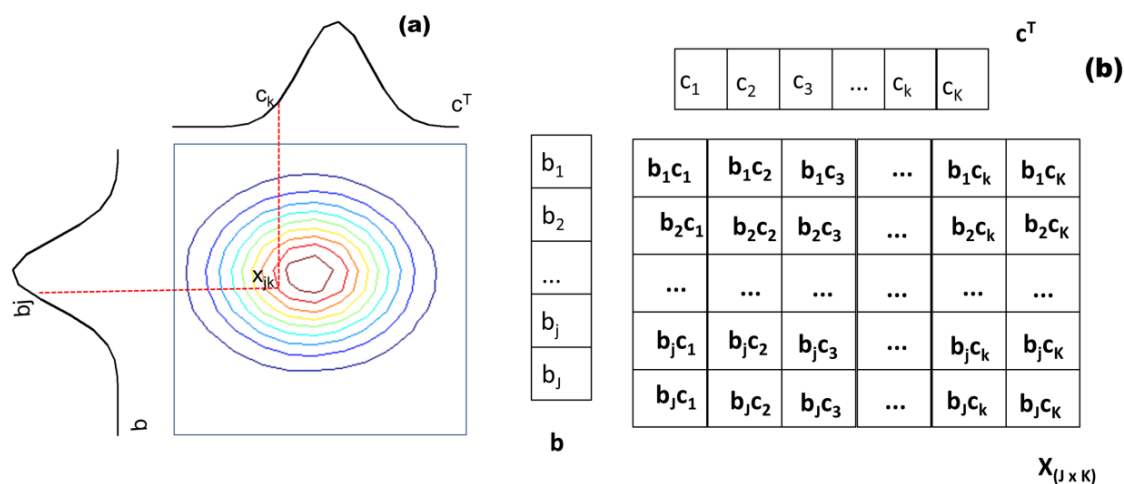 (a)
c_k
c^T
x_jk
bj
b
c^T
(b)
c_1 c_2 c_3 ... c_k c_K
b_1
b_2
...
b_j
b_J
b
b_1c_1 b_1c_2 b_1c_3 ... b_1c_k b_1c_K
b_2c_1 b_2c_2 b_2c_3 ... b_2c_k b_2c_K
... ... ... ... ... ...
b_jc_1 b_jc_2 b_jc_3 ... b_jc_k b_jc_K
b_Jc_1 b_Jc_2 b_Jc_3 ... b_Jc_k b_Jc_K
X_(J x K)